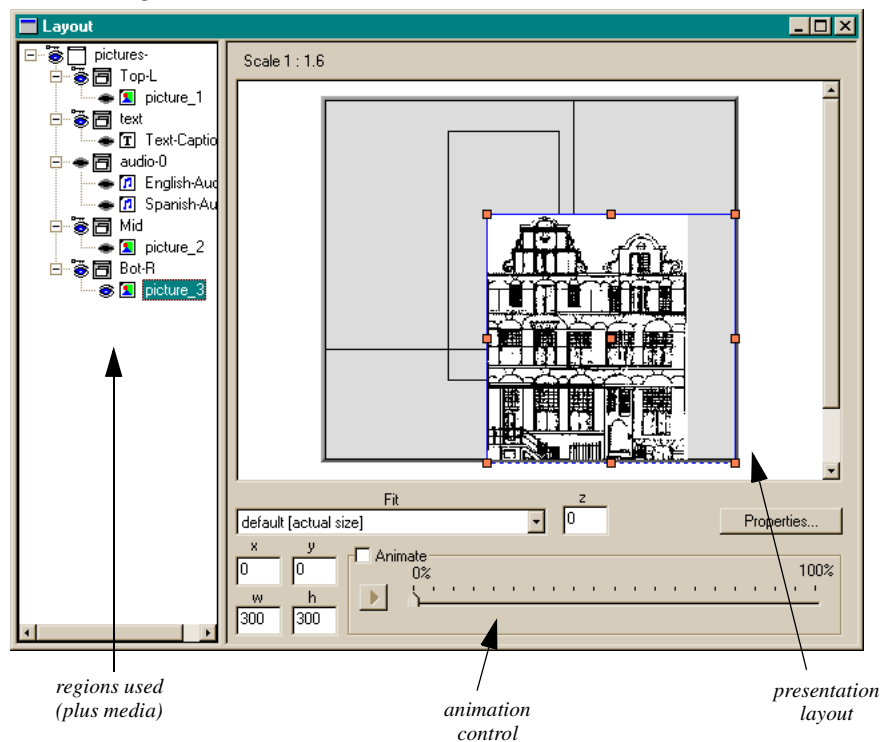 Layout
pictures-
Top-L
picture_1
text
Text-Captio
audio-0
English-Aud
Spanish-Au
Mid
picture_2
Bot-R
picture_3
Scale 1 : 1.6
Fit
z
default [actual size]
0
Properties...
x
y
0
0
Animate
0%
100%
w
h
300
300
regions used
(plus media)
animation
control
presentation
layout